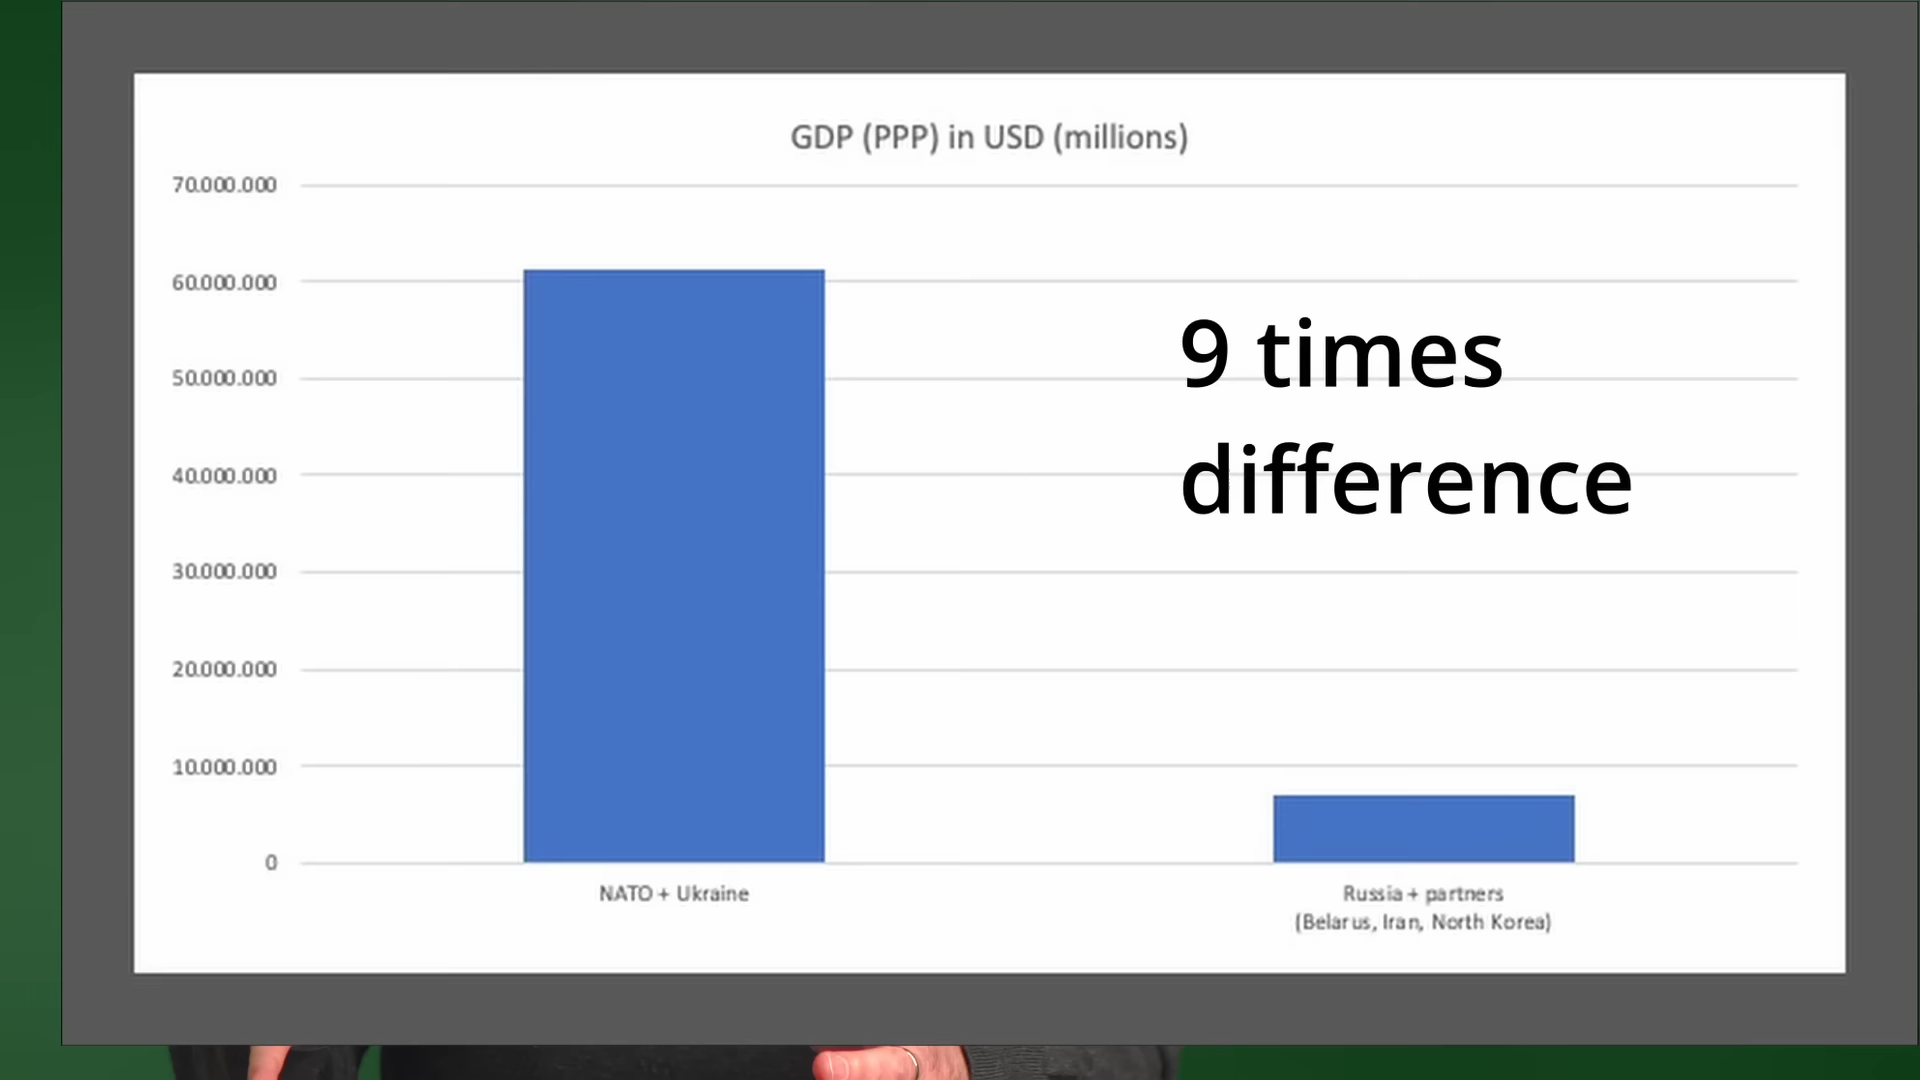 GDP (PPP) in USD (millions)
70.000.000
60.000.000
50.000.000
40.000.000
30.000.000
20.000.000
10.000.000
0
9 times
difference
NATO + Ukraine
Russia + partners
(Belarus, Iran, North Korea)